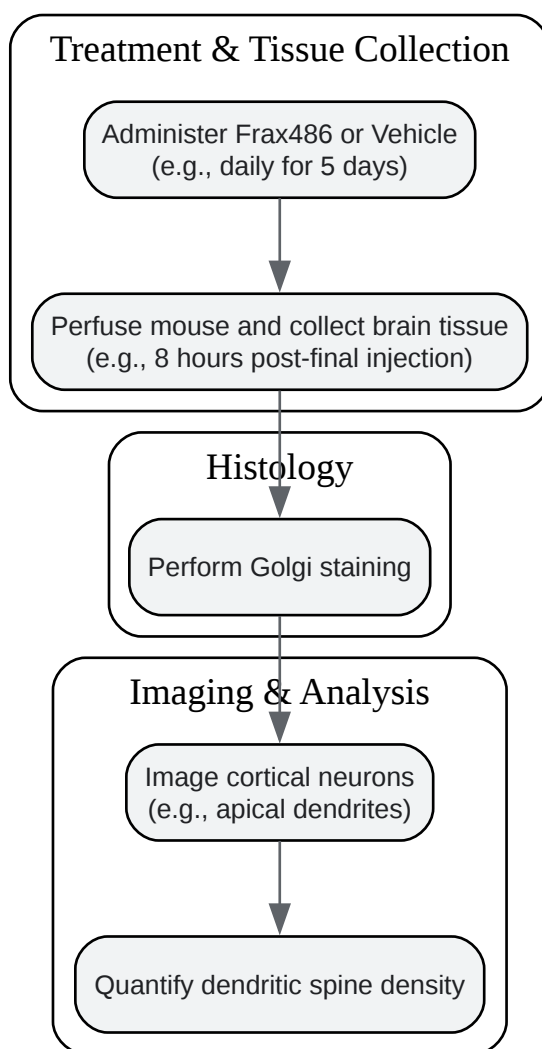 Treatment & Tissue Collection
Administer Frax486 or Vehicle
(e.g., daily for 5 days)
Perfuse mouse and collect brain tissue
(e.g., 8 hours post-final injection)
Histology
Perform Golgi staining
Imaging & Analysis
Image cortical neurons
(e.g., apical dendrites)
Quantify dendritic spine density